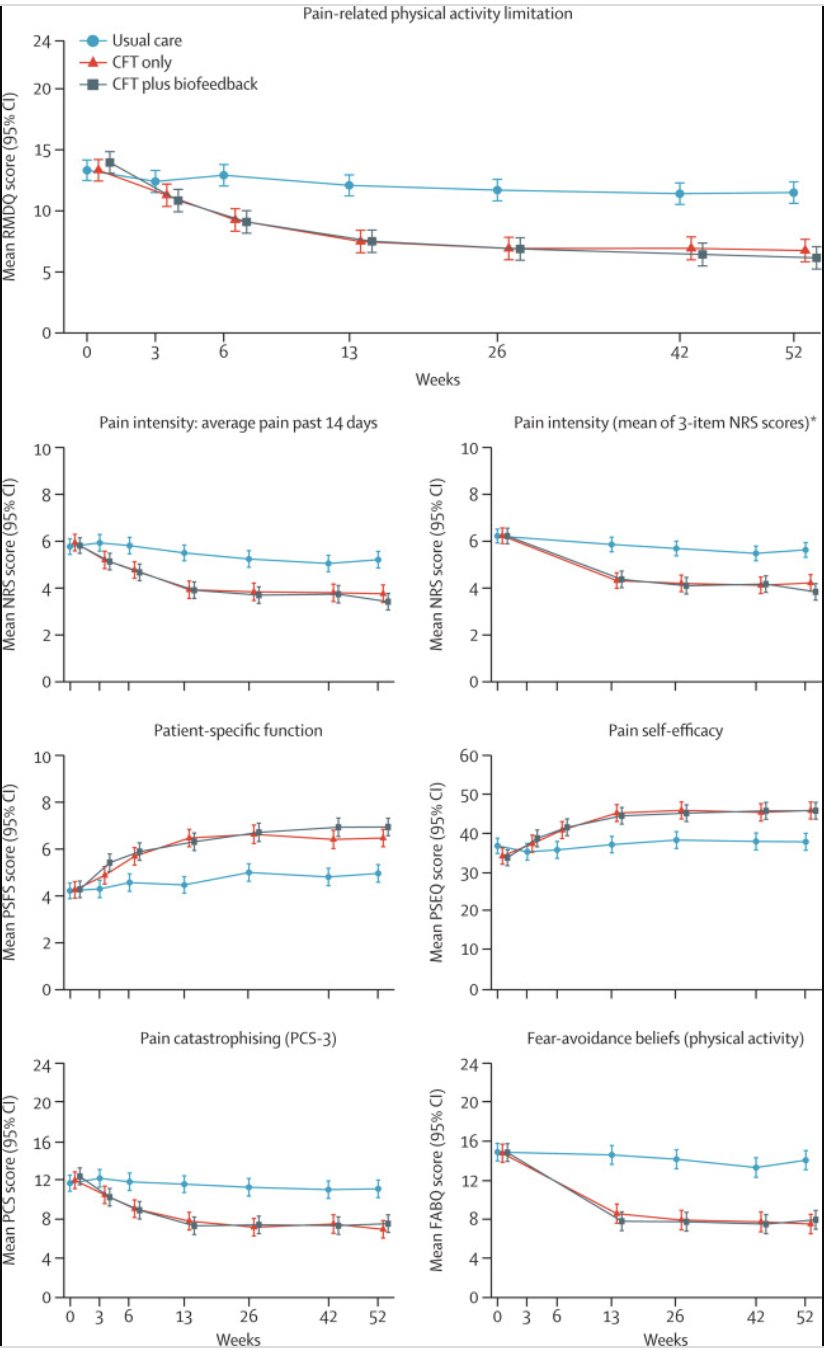 Pain-related physical activity limitation
Usual care
CFT only
CFT plus biofeedback
Mean RMDQ score (95% CI)
24
20
15
10
5
0
0 3 6 13 26 42 52
Weeks
Pain intensity: average pain past 14 days
Mean NRS score (95% CI)
10
8
6
4
2
0
Pain intensity (mean of 3-item NRS scores)*
Mean NRS score (95% CI)
10
8
6
4
2
0
Patient-specific function
Mean PSFS score (95% CI)
10
8
6
4
2
0
Pain self-efficacy
Mean PSEQ score (95% CI)
60
50
40
30
20
10
0
Pain catastrophising (PCS-3)
Mean PCS score (95% CI)
24
20
16
12
8
4
0
0 3 6 13 26 42 52
Weeks
Fear-avoidance beliefs (physical activity)
Mean FABQ score (95% CI)
24
20
16
12
8
4
0
0 3 6 13 26 42 52
Weeks